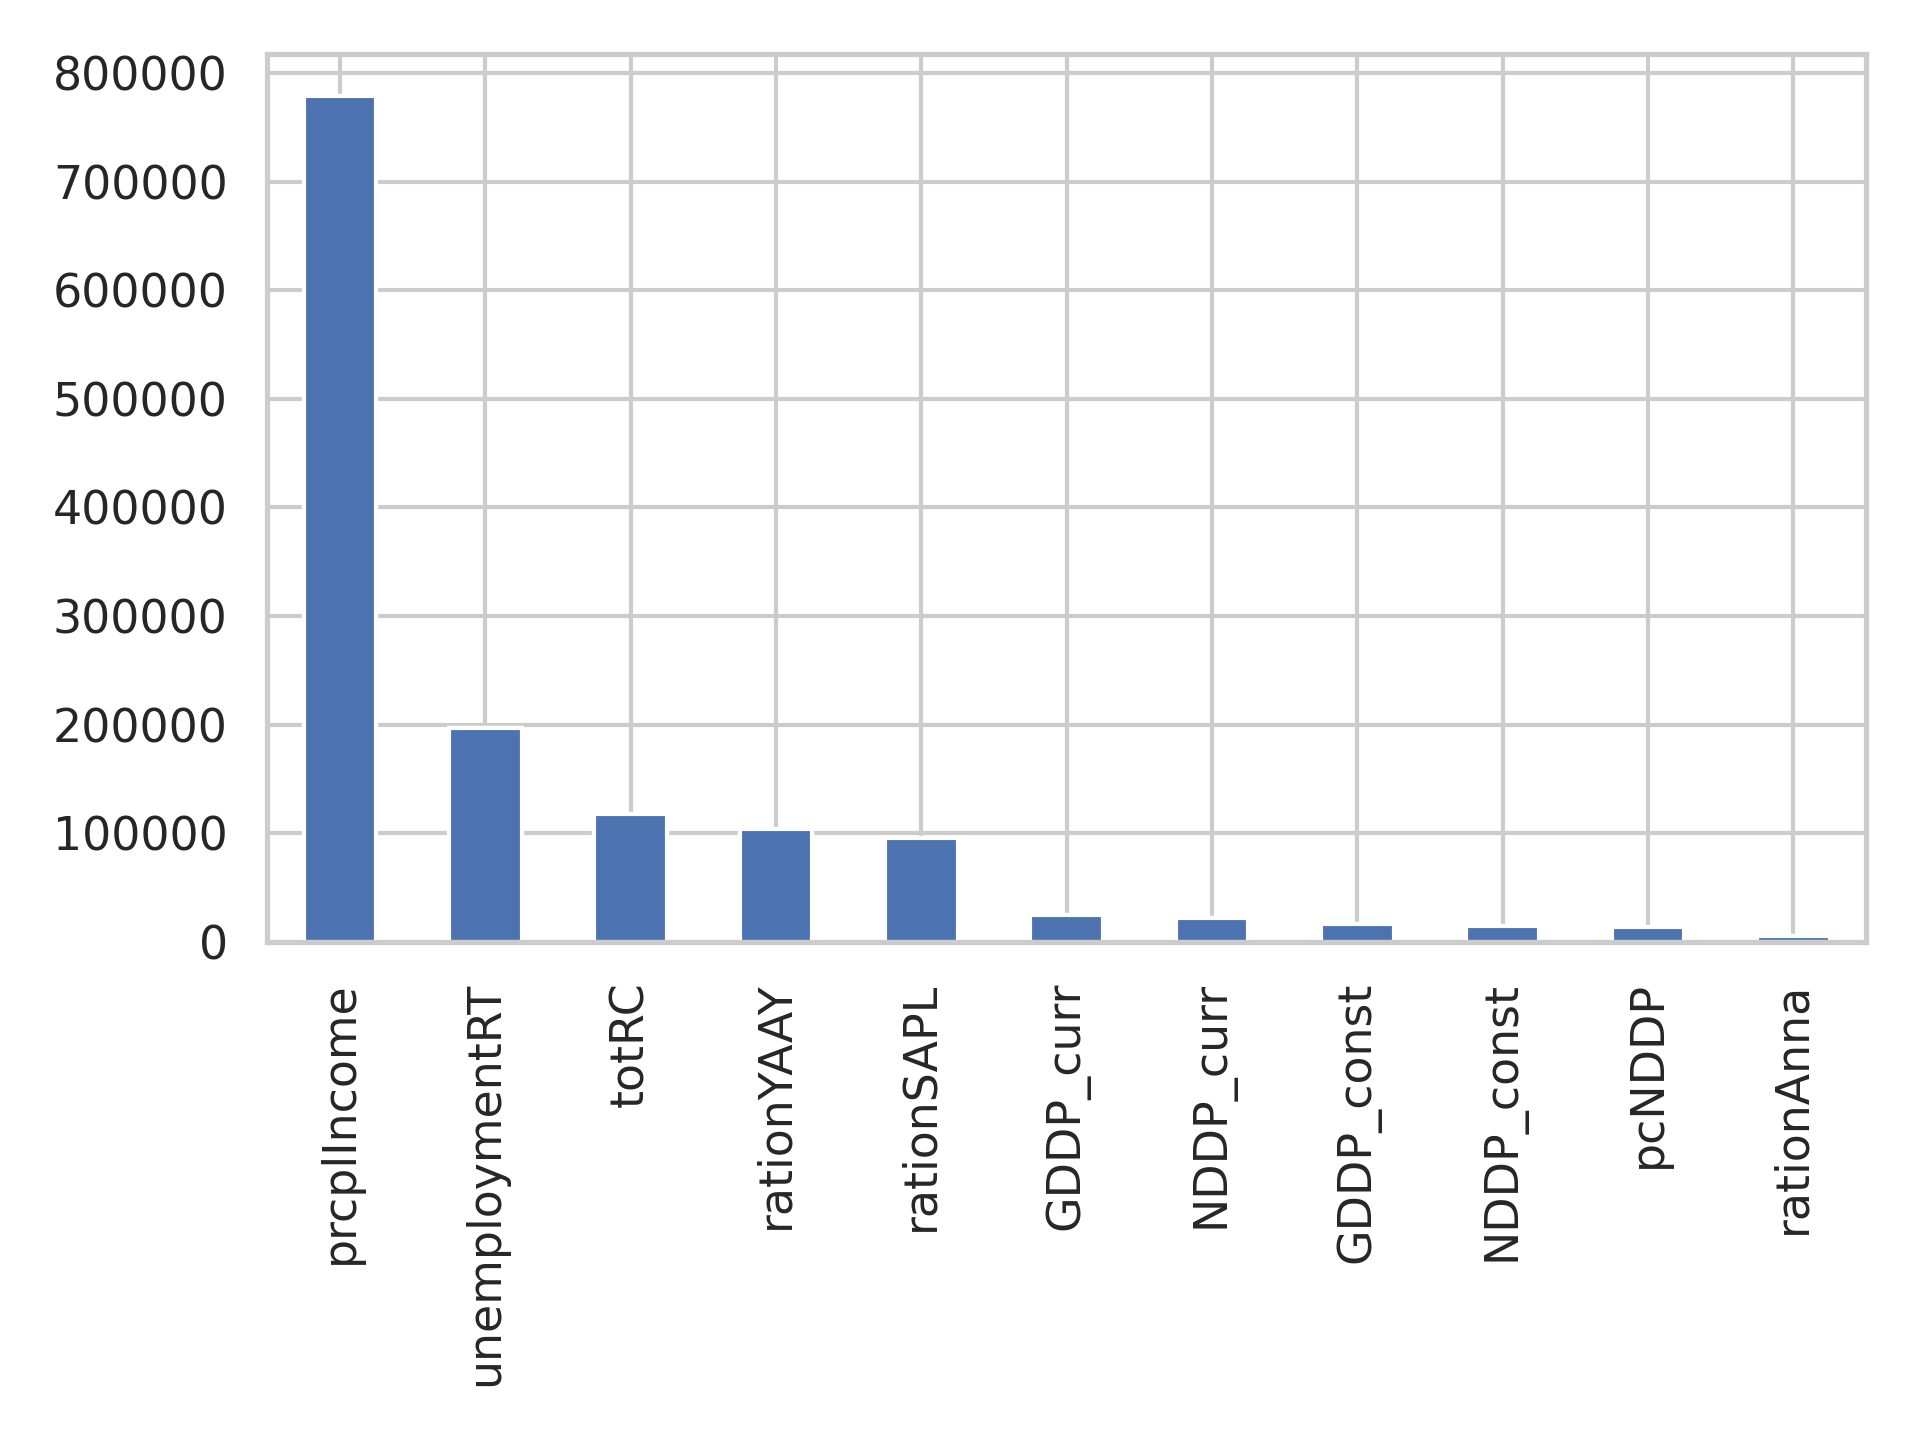 800000
700000
600000
500000
400000
300000
200000
100000
0
prcplIncome
unemploymentRT
totRC
rationYAAY
rationSAPL
GDDP_curr
NDDP_curr
GDDP_const
NDDP_const
pcNDDP
rationAnna